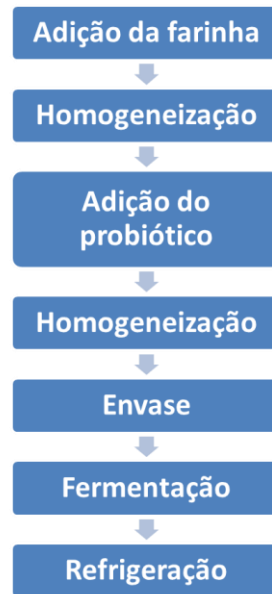 Adição da farinha
Homogeneização
Adição do
probiótico
Homogeneização
Envase
Fermentação
Refrigeração